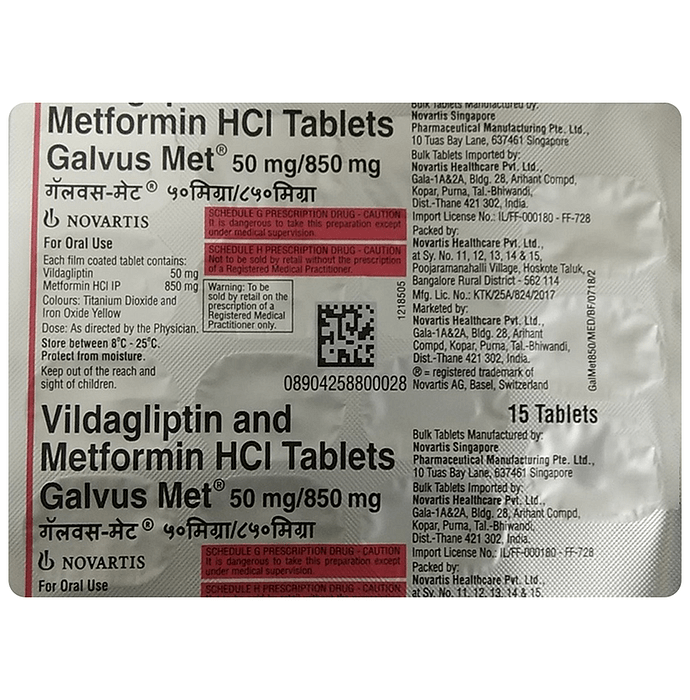 Metformin HCI Tablets
Galvus Met® 50 mg/850 mg
गॅलवस-मेट ® ५०मिग्रा/८५०मिग्रा
NOVARTIS
For Oral Use
Each film coated tablet contains:
Vildagliptin 50 mg
Metformin HCI IP 850 mg
Colours: Titanium Dioxide and
Iron Oxide Yellow
Dose: As directed by the Physician.
Store between 8°C - 25°C.
Protect from moisture.
Keep out of the reach and
sight of children.
SCHEDULE G PRESCRIPTION DRUG - CAUTION
It is dangerous to take this preparation except
under medical supervision.
SCHEDULE H PRESCRIPTION DRUG - CAUTION
Not to be sold by retail without the prescription
of a Registered Medical Practitioner.
Warning: To be
sold by retail on the
prescription of a
Registered Medical
Practitioner only.
1218505
08904258800028
Bulk Tablets Manufactured by:
Novartis Singapore
Pharmaceutical Manufacturing Pte. Ltd.,
10 Tuas Bay Lane, 637461 Singapore
Bulk Tablets Imported by:
Novartis Healthcare Pvt. Ltd.,
Gala-1A&2A, Bldg. 28, Arihant Compd,
Kopar, Purna, Tal.-Bhiwandi,
Dist.-Thane 421 302, India.
Import License No.: IL/FF-000180 - FF-728
Packed by:
Novartis Healthcare Pvt. Ltd.,
at Sy. No. 11, 12, 13, 14 & 15,
Poojaramanahalli Village, Hoskote Taluk,
Bangalore Rural District - 562 114
Mfg. Lic. No.: KTK/25A/824/2017
Marketed by:
Novartis Healthcare Pvt. Ltd.,
Gala-1A&2A, Bldg. 28, Arihant
Compd, Kopar, Purna, Tal.-Bhiwandi,
Dist.-Thane 421 302, India.
® = registered trademark of
Novartis AG, Basel, Switzerland
GalMet850/MED/BF/0718/2
Vildagliptin and
Metformin HCI Tablets
Galvus Met® 50 mg/850 mg
गॅलवस-मेट ® ५०मिग्रा/८५०मिग्रा
NOVARTIS
For Oral Use
SCHEDULE G PRESCRIPTION DRUG - CAUTION
It is dangerous to take this preparation except
under medical supervision.
SCHEDULE H PRESCRIPTION DRUG - CAUTION
15 Tablets
Bulk Tablets Manufactured by:
Novartis Singapore
Pharmaceutical Manufacturing Pte. Ltd.,
10 Tuas Bay Lane, 637461 Singapore
Bulk Tablets Imported by:
Novartis Healthcare Pvt. Ltd.,
Gala-1A&2A, Bldg. 28, Arihant Compd,
Kopar, Purna, Tal.-Bhiwandi,
Dist.-Thane 421 302, India.
Import License No.: IL/FF-000180 - FF-728
Packed by:
Novartis Healthcare Pvt. Ltd.,
at Sy. No. 11, 12, 13, 14 & 15,